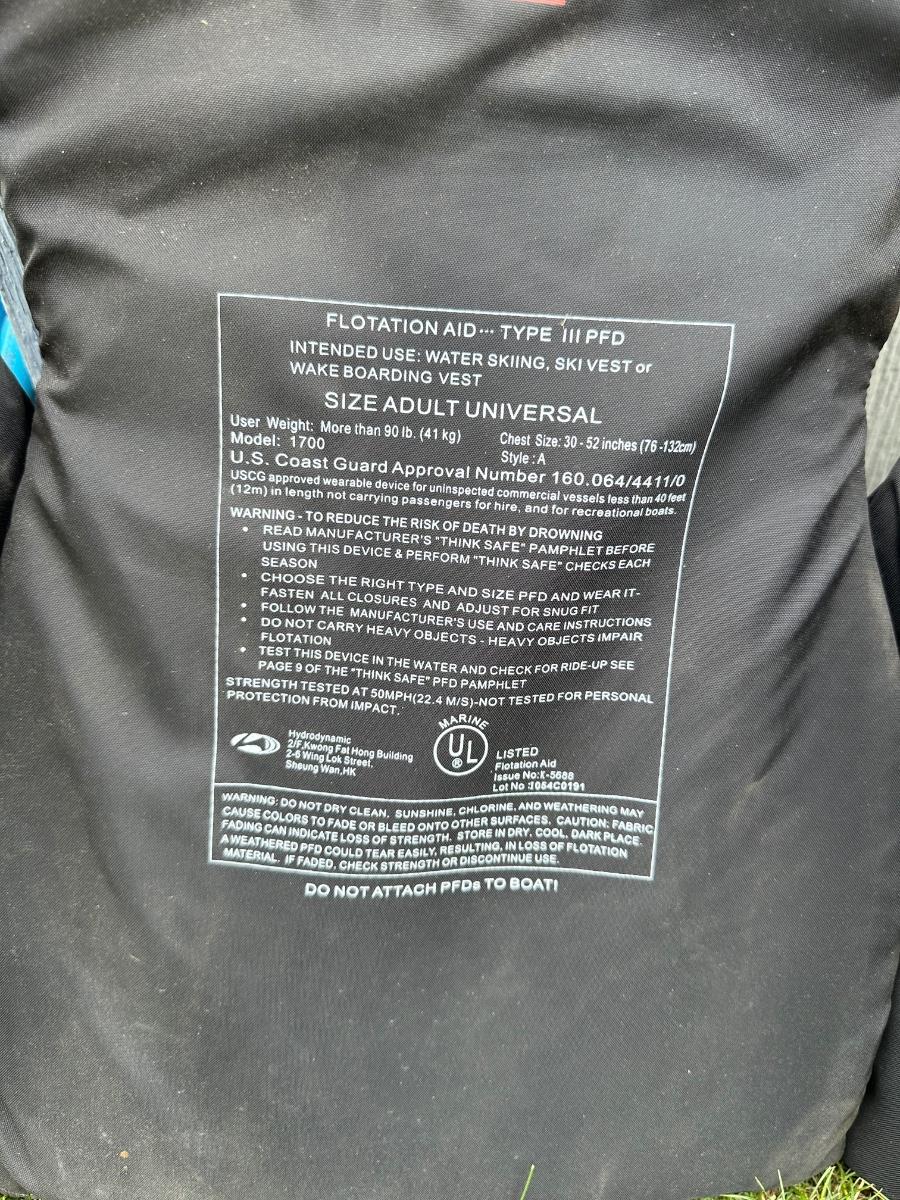 FLOTATION AID... TYPE III PFD
INTENDED USE: WATER SKIING, SKI VEST or
WAKE BOARDING VEST
SIZE ADULT UNIVERSAL
User Weight: More than 90 lb. (41 kg) Chest Size: 30 - 52 inches (76 -132cm)
Model: 1700 Style : A
U.S. Coast Guard Approval Number 160.064/4411/0
USCG approved wearable device for uninspected commercial vessels less than 40 feet
(12m) in length not carrying passengers for hire, and for recreational boats.
WARNING - TO REDUCE THE RISK OF DEATH BY DROWNING
• READ MANUFACTURER'S "THINK SAFE" PAMPHLET BEFORE
USING THIS DEVICE & PERFORM "THINK SAFE" CHECKS EACH
SEASON
• CHOOSE THE RIGHT TYPE AND SIZE PFD AND WEAR IT-
FASTEN ALL CLOSURES AND ADJUST FOR SNUG FIT
• FOLLOW THE MANUFACTURER'S USE AND CARE INSTRUCTIONS
• DO NOT CARRY HEAVY OBJECTS - HEAVY OBJECTS IMPAIR
FLOTATION
• TEST THIS DEVICE IN THE WATER AND CHECK FOR RIDE-UP SEE
PAGE 9 OF THE "THINK SAFE" PFD PAMPHLET
STRENGTH TESTED AT 50MPH(22.4 M/S)-NOT TESTED FOR PERSONAL
PROTECTION FROM IMPACT.
Hydrodynamic
2/F,Kwong Fat Hong Building
2-6 Wing Lok Street,
Sheung Wan,HK
MARINE
UL ®
LISTED
Flotation Aid
Issue No:K-5688
Lot No :1054C0191
WARNING: DO NOT DRY CLEAN. SUNSHINE, CHLORINE, AND WEATHERING MAY
CAUSE COLORS TO FADE OR BLEED ONTO OTHER SURFACES. CAUTION: FABRIC
FADING CAN INDICATE LOSS OF STRENGTH. STORE IN DRY, COOL, DARK PLACE.
A WEATHERED PFD COULD TEAR EASILY, RESULTING, IN LOSS OF FLOTATION
MATERIAL. IF FADED, CHECK STRENGTH OR DISCONTINUE USE.
DO NOT ATTACH PFDs TO BOAT!